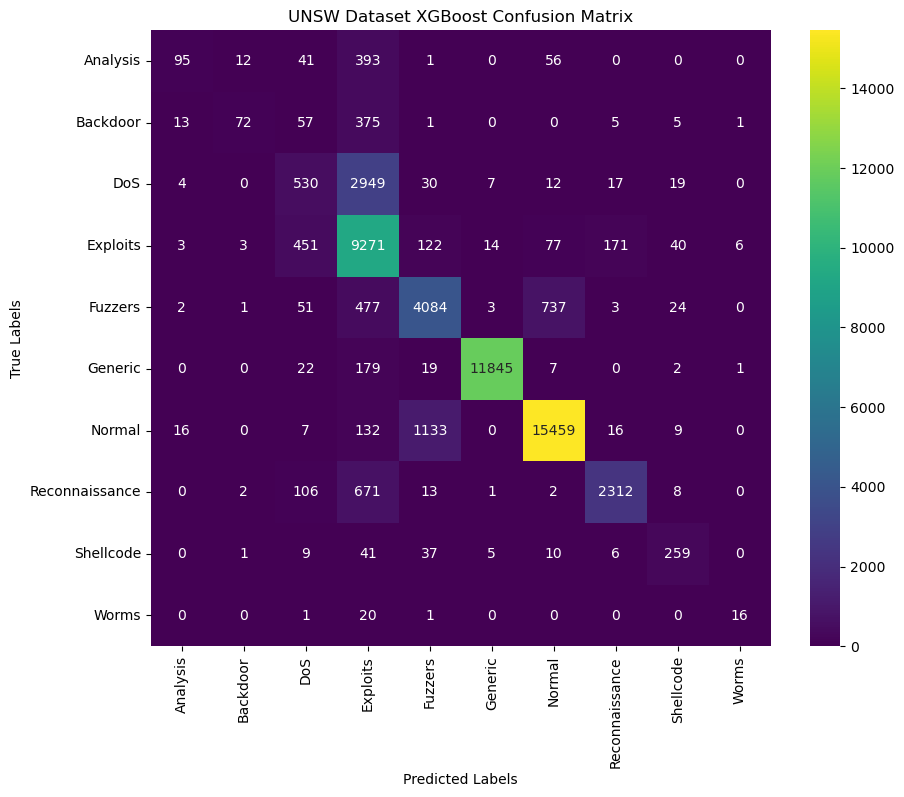 UNSW Dataset XGBoost Confusion Matrix
True Labels
Analysis 95 12 41 393 1 0 56 0 0 0
Backdoor 13 72 57 375 1 0 0 5 5 1
DoS 4 0 530 2949 30 7 12 17 19 0
Exploits 3 3 451 9271 122 14 77 171 40 6
Fuzzers 2 1 51 477 4084 3 737 3 24 0
Generic 0 0 22 179 19 11845 7 0 2 1
Normal 16 0 7 132 1133 0 15459 16 9 0
Reconnaissance 0 2 106 671 13 1 2 2312 8 0
Shellcode 0 1 9 41 37 5 10 6 259 0
Worms 0 0 1 20 1 0 0 0 0 16
Analysis Backdoor DoS Exploits Fuzzers Generic Normal Reconnaissance Shellcode Worms
Predicted Labels
14000
12000
10000
8000
6000
4000
2000
0